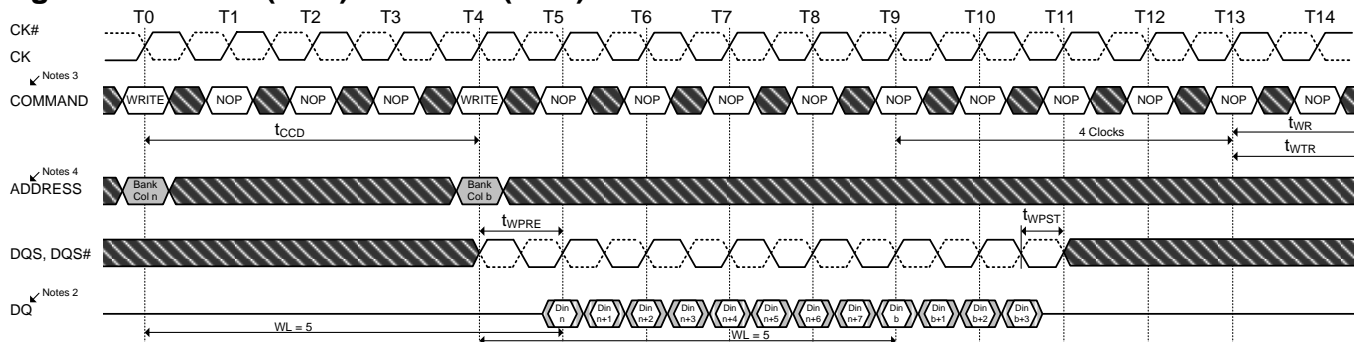 T0 T1 T2 T3 T4 T5 T6 T7 T8 T9 T10 T11 T12 T13 T14
CK#
CK
Notes 3
COMMAND WRITE NOP NOP NOP WRITE NOP NOP NOP NOP NOP NOP NOP NOP NOP NOP
tCCD 4 Clocks tWR
tWTR
Notes 4
ADDRESS Bank Col n Bank Col b
tWPRE tWPST
DQS, DQS#
Notes 2
DQ Din n Din n+1 Din n+2 Din n+3 Din n+4 Din n+5 Din n+6 Din n+7 Din b Din b+1 Din b+2 Din b+3
WL = 5 WL = 5